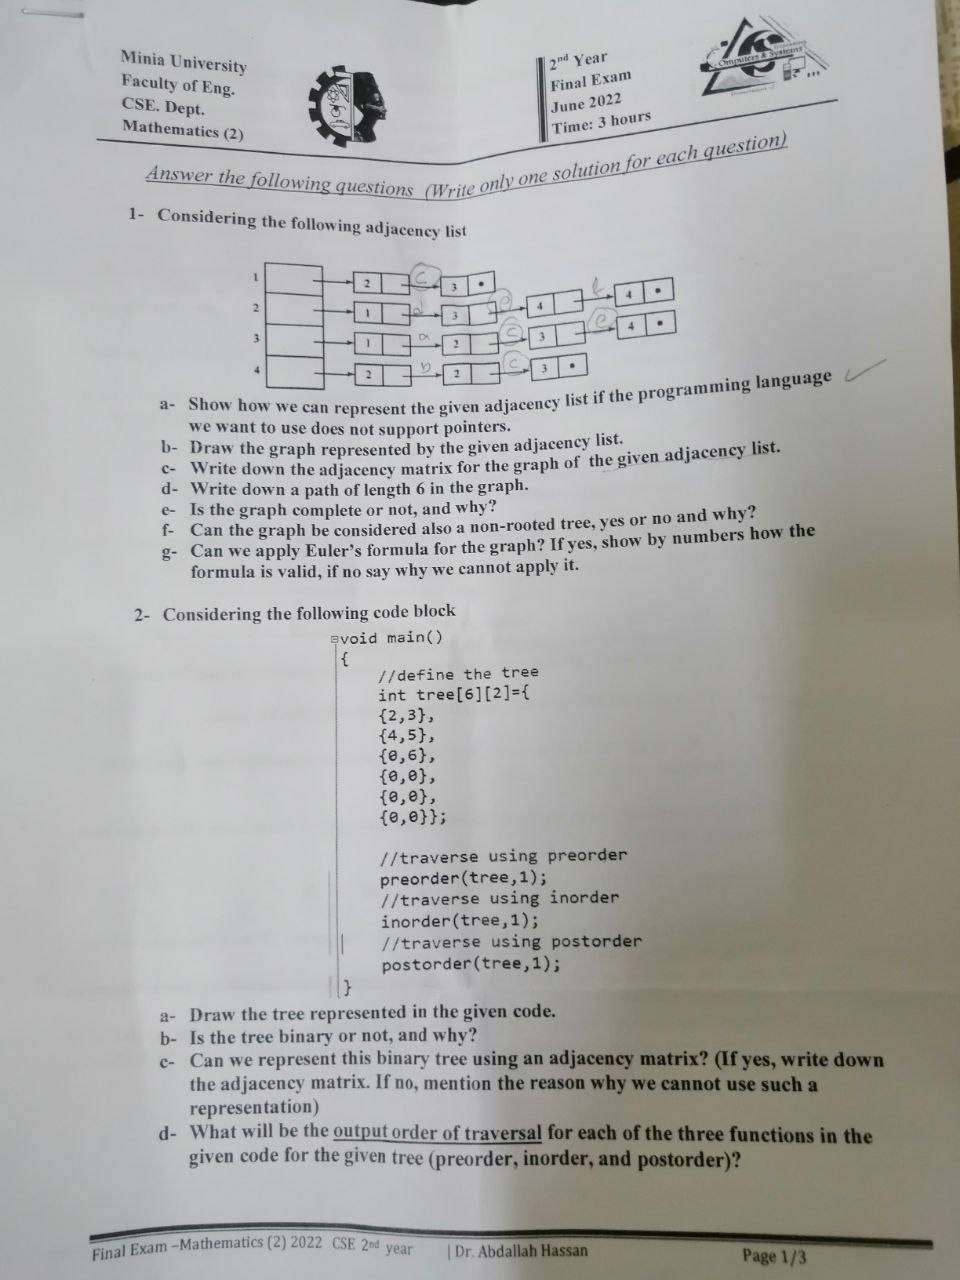 Minia University
Faculty of Eng.
CSE. Dept.
Mathematics (2)
2nd Year
Final Exam
June 2022
Time: 3 hours
Computers & Systems
Answer the following questions (Write only one solution for each question)
1- Considering the following adjacency list
1 2 c 3
2 1 d 3 e 4 f 4
3 1 a 2 c 3 e 4
4 2 b 2 c 3
a- Show how we can represent the given adjacency list if the programming language
we want to use does not support pointers.
b- Draw the graph represented by the given adjacency list.
c- Write down the adjacency matrix for the graph of the given adjacency list.
d- Write down a path of length 6 in the graph.
e- Is the graph complete or not, and why?
f- Can the graph be considered also a non-rooted tree, yes or no and why?
g- Can we apply Euler's formula for the graph? If yes, show by numbers how the
formula is valid, if no say why we cannot apply it.
2- Considering the following code block
void main()
{
//define the tree
int tree[6][2]={
{2,3},
{4,5},
{0,6},
{0,0},
{0,0},
{0,0}};
//traverse using preorder
preorder(tree,1);
//traverse using inorder
inorder(tree,1);
//traverse using postorder
postorder(tree,1);
}
a- Draw the tree represented in the given code.
b- Is the tree binary or not, and why?
c- Can we represent this binary tree using an adjacency matrix? (If yes, write down
the adjacency matrix. If no, mention the reason why we cannot use such a
representation)
d- What will be the output order of traversal for each of the three functions in the
given code for the given tree (preorder, inorder, and postorder)?
Final Exam –Mathematics (2) 2022 CSE 2nd year | Dr. Abdallah Hassan Page 1/3